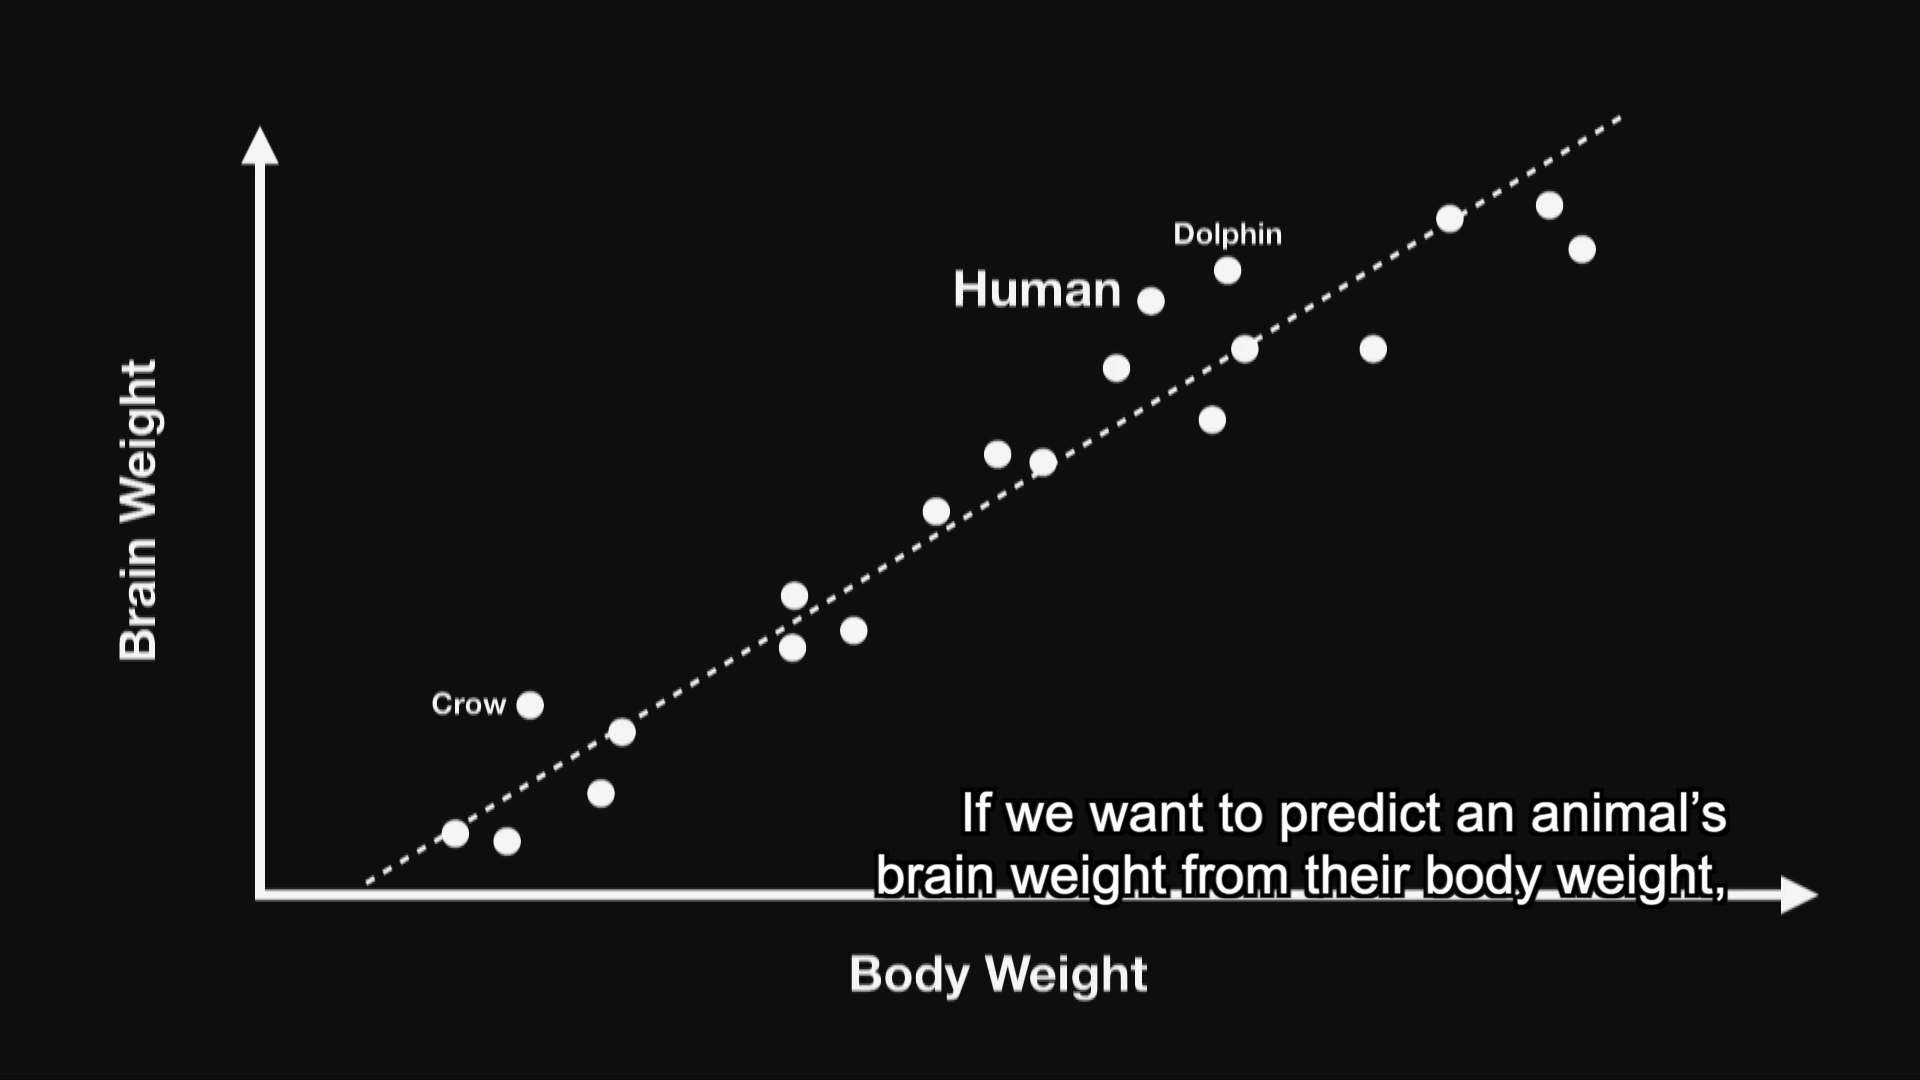 Dolphin
Human
Brain Weight
Crow
If we want to predict an animal’s
brain weight from their body weight,
Body Weight